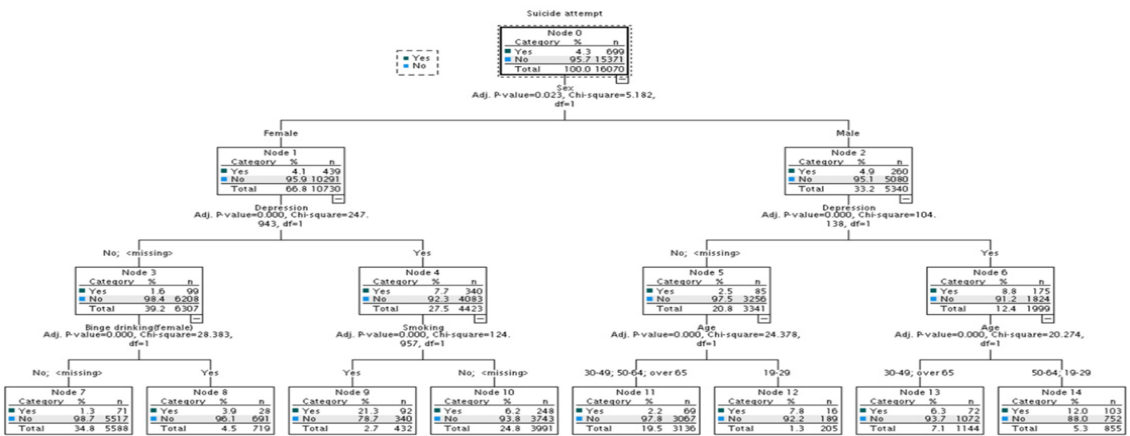 Suicide attempt
Node 0
Category % n
Yes 4.3 699
No 95.7 15371
Total 100.0 16070
Yes
No
Sex
Adj. P-value=0.023, Chi-square=5.182,
df=1
Female
Male
Node 1
Category % n
Yes 4.1 439
No 95.9 10291
Total 66.8 10730
Node 2
Category % n
Yes 4.9 260
No 95.1 5080
Total 33.2 5340
Depression
Adj. P-value=0.000, Chi-square=247.
943, df=1
Depression
Adj. P-value=0.000, Chi-square=104.
138, df=1
No; <missing>
Yes
No; <missing>
Yes
Node 3
Category % n
Yes 1.6 99
No 98.4 6208
Total 39.2 6307
Node 4
Category % n
Yes 7.7 340
No 92.3 4083
Total 27.5 4423
Node 5
Category % n
Yes 2.5 85
No 97.5 3256
Total 20.8 3341
Node 6
Category % n
Yes 8.8 175
No 91.2 1824
Total 12.4 1999
Binge drinking(female)
Adj. P-value=0.000, Chi-square=28.383,
df=1
Smoking
Adj. P-value=0.000, Chi-square=124.
957, df=1
Age
Adj. P-value=0.000, Chi-square=24.378,
df=1
Age
Adj. P-value=0.000, Chi-square=20.274,
df=1
No; <missing>
Yes
Yes
No; <missing>
30-49; 50-64; over 65
19-29
30-49; over 65
50-64; 19-29
Node 7
Category % n
Yes 1.3 71
No 98.7 5517
Total 34.8 5588
Node 8
Category % n
Yes 3.9 28
No 96.1 691
Total 4.5 719
Node 9
Category % n
Yes 21.3 92
No 78.7 340
Total 2.7 432
Node 10
Category % n
Yes 6.2 248
No 93.8 3743
Total 24.8 3991
Node 11
Category % n
Yes 2.2 69
No 97.8 3067
Total 19.5 3136
Node 12
Category % n
Yes 7.8 16
No 92.2 189
Total 1.3 205
Node 13
Category % n
Yes 6.3 72
No 93.7 1072
Total 7.1 1144
Node 14
Category % n
Yes 12.0 103
No 88.0 752
Total 5.3 855